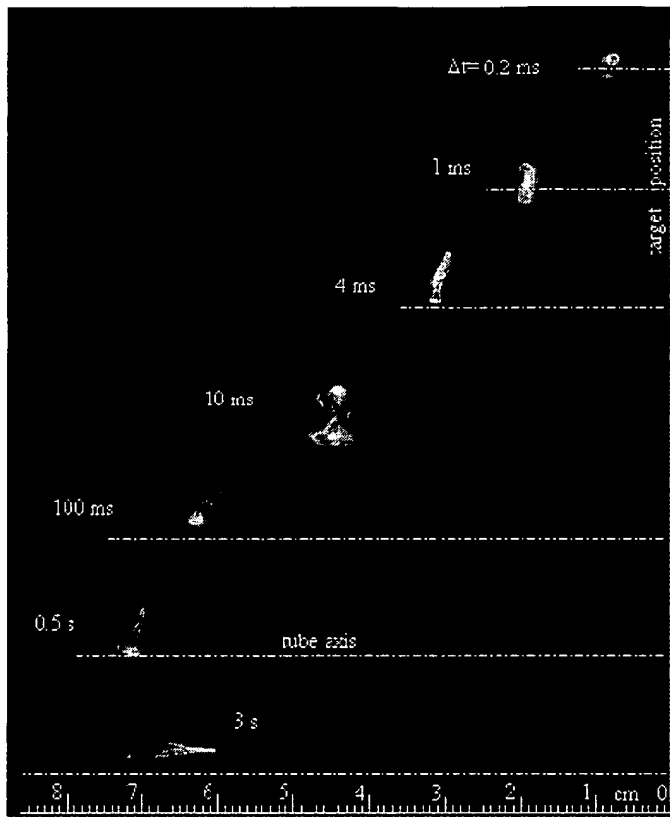 Δt= 0.2 ms
1 ms
target position
4 ms
10 ms
100 ms
0.5 s
tube axis
3 s
8 7 6 5 4 3 2 1 cm 0